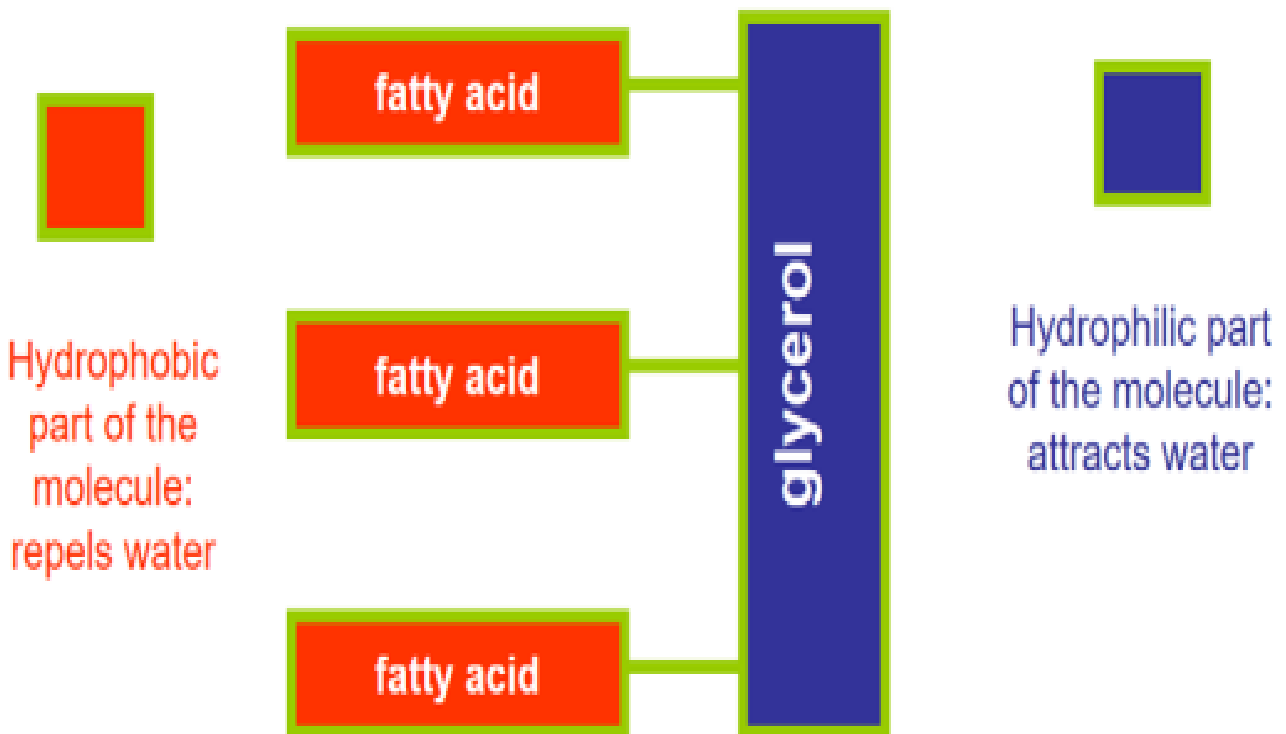 fatty acid
fatty acid
fatty acid
glycerol
Hydrophobic
part of the
molecule:
repels water
Hydrophilic part
of the molecule:
attracts water